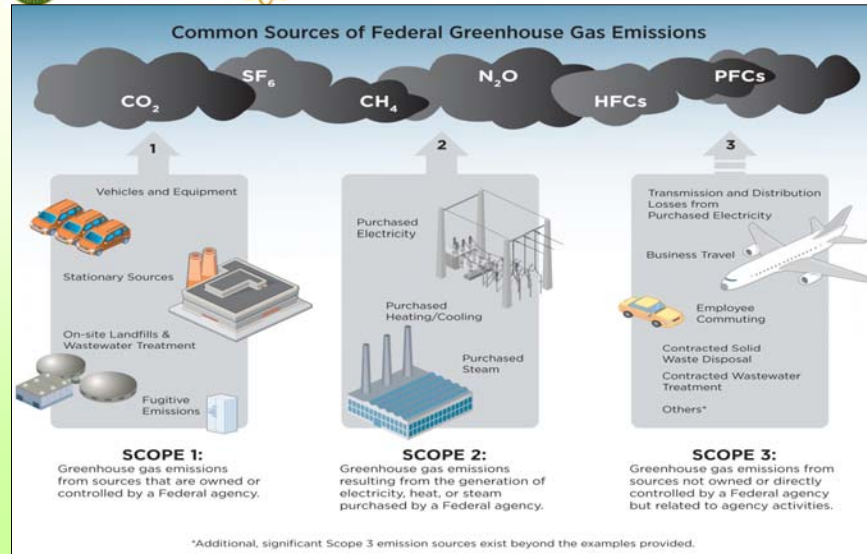 Common Sources of Federal Greenhouse Gas Emissions
CO₂
SF₆
CH₄
N₂O
HFCs
PFCs
1
Vehicles and Equipment
Stationary Sources
On-site Landfills &
Wastewater Treatment
Fugitive
Emissions
SCOPE 1:
Greenhouse gas emissions
from sources that are owned or
controlled by a Federal agency.
2
Purchased
Electricity
Purchased
Heating/Cooling
Purchased
Steam
SCOPE 2:
Greenhouse gas emissions
resulting from the generation of
electricity, heat, or steam
purchased by a Federal agency.
3
Transmission and Distribution
Losses from
Purchased Electricity
Business Travel
Employee
Commuting
Contracted Solid
Waste Disposal
Contracted Wastewater
Treatment
Others*
SCOPE 3:
Greenhouse gas emissions from
sources not owned or directly
controlled by a Federal agency
but related to agency activities.
*Additional, significant Scope 3 emission sources exist beyond the examples provided.